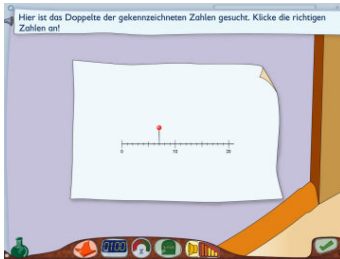 Hier ist das Doppelte der gekennzeichneten Zahlen gesucht. Klicke die richtigen
Zahlen an!
0 10 20